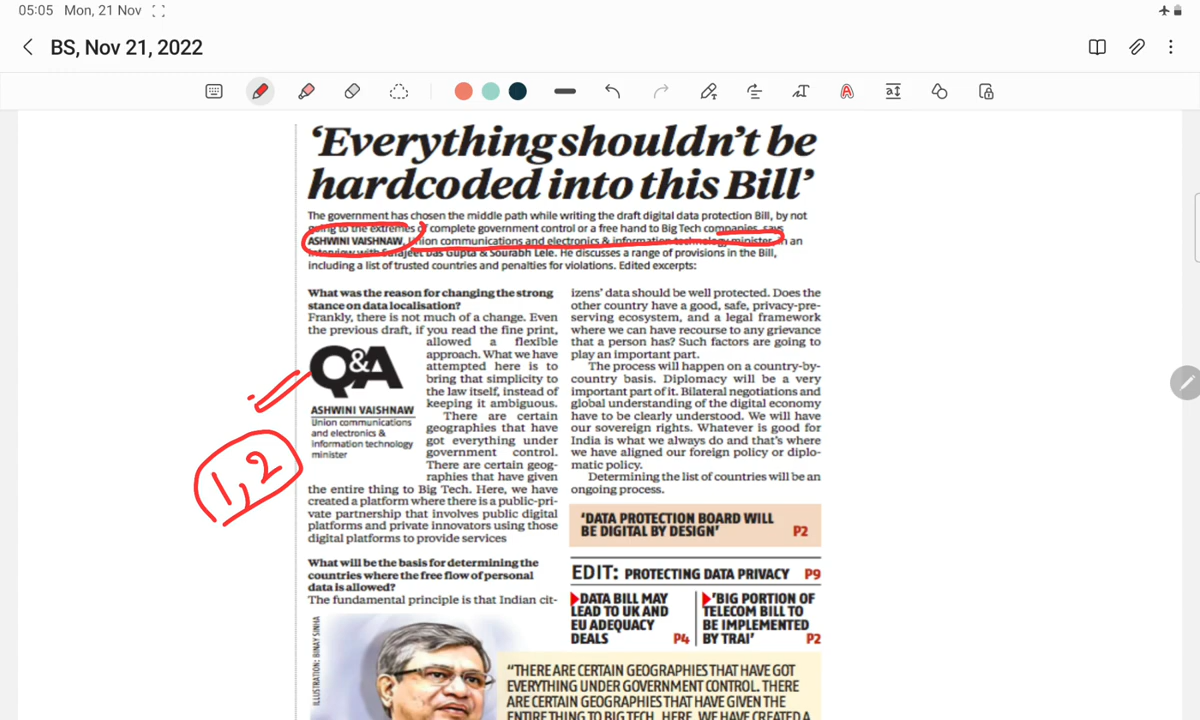 05:05 Mon, 21 Nov
BS, Nov 21, 2022
‘Everything shouldn’t be
hardcoded into this Bill’
The government has chosen the middle path while writing the draft digital data protection Bill, by not
going to the extremes of complete government control or a free hand to Big Tech companies, says
ASHWINI VAISHNAW, Union communications and electronics & information technology minister, in an
interview with Surajeet Das Gupta & Sourabh Lele. He discusses a range of provisions in the Bill,
including a list of trusted countries and penalties for violations. Edited excerpts:
What was the reason for changing the strong
stance on data localisation?
Frankly, there is not much of a change. Even
the previous draft, if you read the fine print,
allowed a flexible
approach. What we have
attempted here is to
bring that simplicity to
the law itself, instead of
keeping it ambiguous.
There are certain
geographies that have
got everything under
government control.
There are certain geog-
raphies that have given
the entire thing to Big Tech. Here, we have
created a platform where there is a public-pri-
vate partnership that involves public digital
platforms and private innovators using those
digital platforms to provide services
Q&A
ASHWINI VAISHNAW
Union communications
and electronics &
information technology
minister
1, 2
What will be the basis for determining the
countries where the free flow of personal
data is allowed?
The fundamental principle is that Indian cit-
izens’ data should be well protected. Does the
other country have a good, safe, privacy-pre-
serving ecosystem, and a legal framework
where we can have recourse to any grievance
that a person has? Such factors are going to
play an important part.
The process will happen on a country-by-
country basis. Diplomacy will be a very
important part of it. Bilateral negotiations and
global understanding of the digital economy
have to be clearly understood. We will have
our sovereign rights. Whatever is good for
India is what we always do and that’s where
we have aligned our foreign policy or diplo-
matic policy.
Determining the list of countries will be an
ongoing process.
‘DATA PROTECTION BOARD WILL
BE DIGITAL BY DESIGN’ P2
EDIT: PROTECTING DATA PRIVACY P9
DATA BILL MAY
LEAD TO UK AND
EU ADEQUACY
DEALS P4
‘BIG PORTION OF
TELECOM BILL TO
BE IMPLEMENTED
BY TRAI’ P2
ILLUSTRATION: BINAY SINHA
“THERE ARE CERTAIN GEOGRAPHIES THAT HAVE GOT
EVERYTHING UNDER GOVERNMENT CONTROL. THERE
ARE CERTAIN GEOGRAPHIES THAT HAVE GIVEN THE
ENTIRE THING TO BIG TECH. HERE, WE HAVE CREATED A